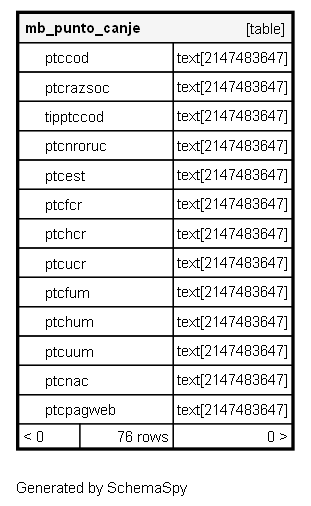 mb_punto_canje [table]
ptccod text[2147483647]
ptcrazsoc text[2147483647]
tipptccod text[2147483647]
ptcnroruc text[2147483647]
ptcest text[2147483647]
ptcfcr text[2147483647]
ptchcr text[2147483647]
ptcucr text[2147483647]
ptcfum text[2147483647]
ptchum text[2147483647]
ptcuum text[2147483647]
ptcnac text[2147483647]
ptcpagweb text[2147483647]
< 0 76 rows 0 >
Generated by SchemaSpy